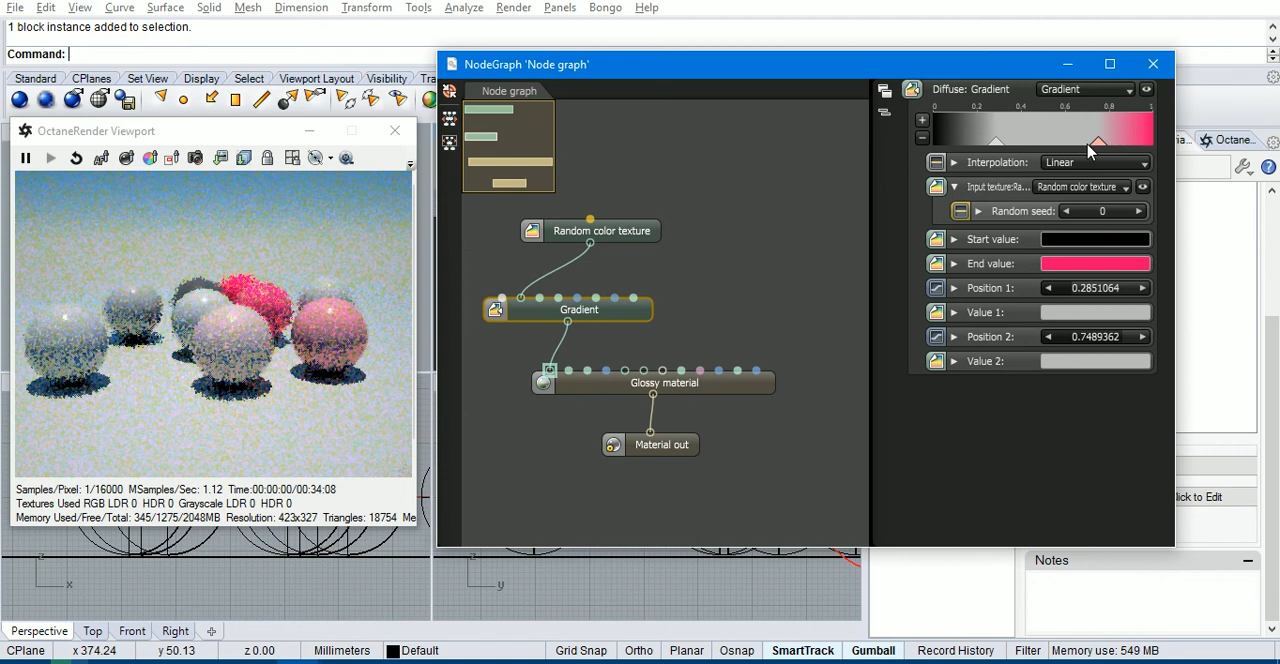 File Edit View Curve Surface Solid Mesh Dimension Transform Tools Analyze Render Panels Bongo Help
1 block instance added to selection.
Command:
Standard CPlanes Set View Display Select Viewport Layout Visibility
OctaneRender Viewport
Samples/Pixel: 1/16000 MSamples/Sec: 1.12 Time:00:00:00/00:34:08
Textures Used RGB LDR 0 HDR 0 Grayscale LDR 0 HDR 0
Memory Used/Free/Total: 345/1275/2048MB Resolution: 423x327 Triangles: 18754 Me
NodeGraph 'Node graph'
Node graph
Random color texture
Gradient
Glossy material
Material out
Diffuse: Gradient Gradient
0 0,2 0,4 0,6 0,8 1
Interpolation: Linear
Input texture:Ra... Random color texture
Random seed: 0
Start value:
End value:
Position 1: 0.2851064
Value 1:
Position 2: 0.7489362
Value 2:
Octane...
lick to Edit
Notes
z x
z y
Perspective Top Front Right
CPlane x 374.24 y 50.13 z 0.00 Millimeters Default Grid Snap Ortho Planar Osnap SmartTrack Gumball Record History Filter Memory use: 549 MB